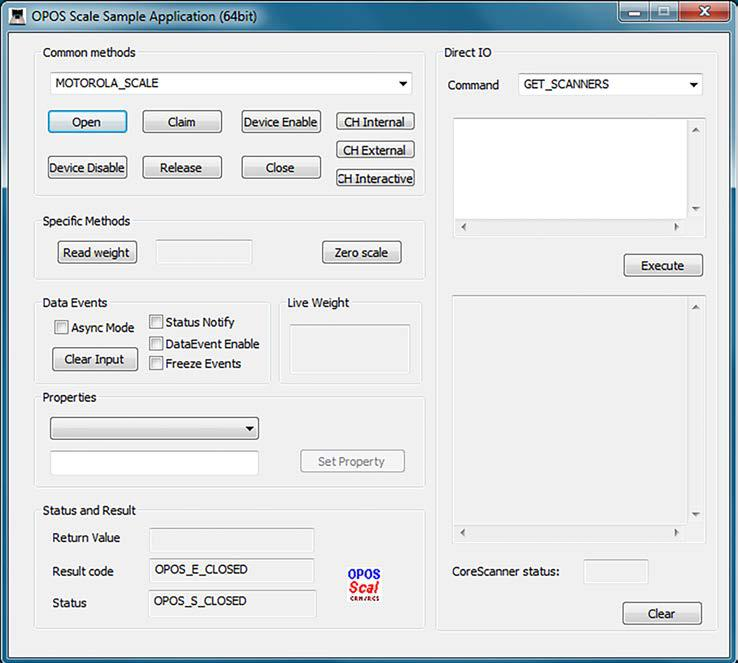 OPOS Scale Sample Application (64bit)
Common methods
MOTOROLA_SCALE
Open
Claim
Device Enable
CH Internal
CH External
Device Disable
Release
Close
CH Interactive
Specific Methods
Read weight
Zero scale
Data Events
Async Mode
Status Notify
DataEvent Enable
Clear Input
Freeze Events
Live Weight
Properties
Set Property
Status and Result
Return Value
Result code
OPOS_E_CLOSED
Status
OPOS_S_CLOSED
OPOS
Scal
CRM/RCS
Direct IO
Command
GET_SCANNERS
Execute
CoreScanner status:
Clear